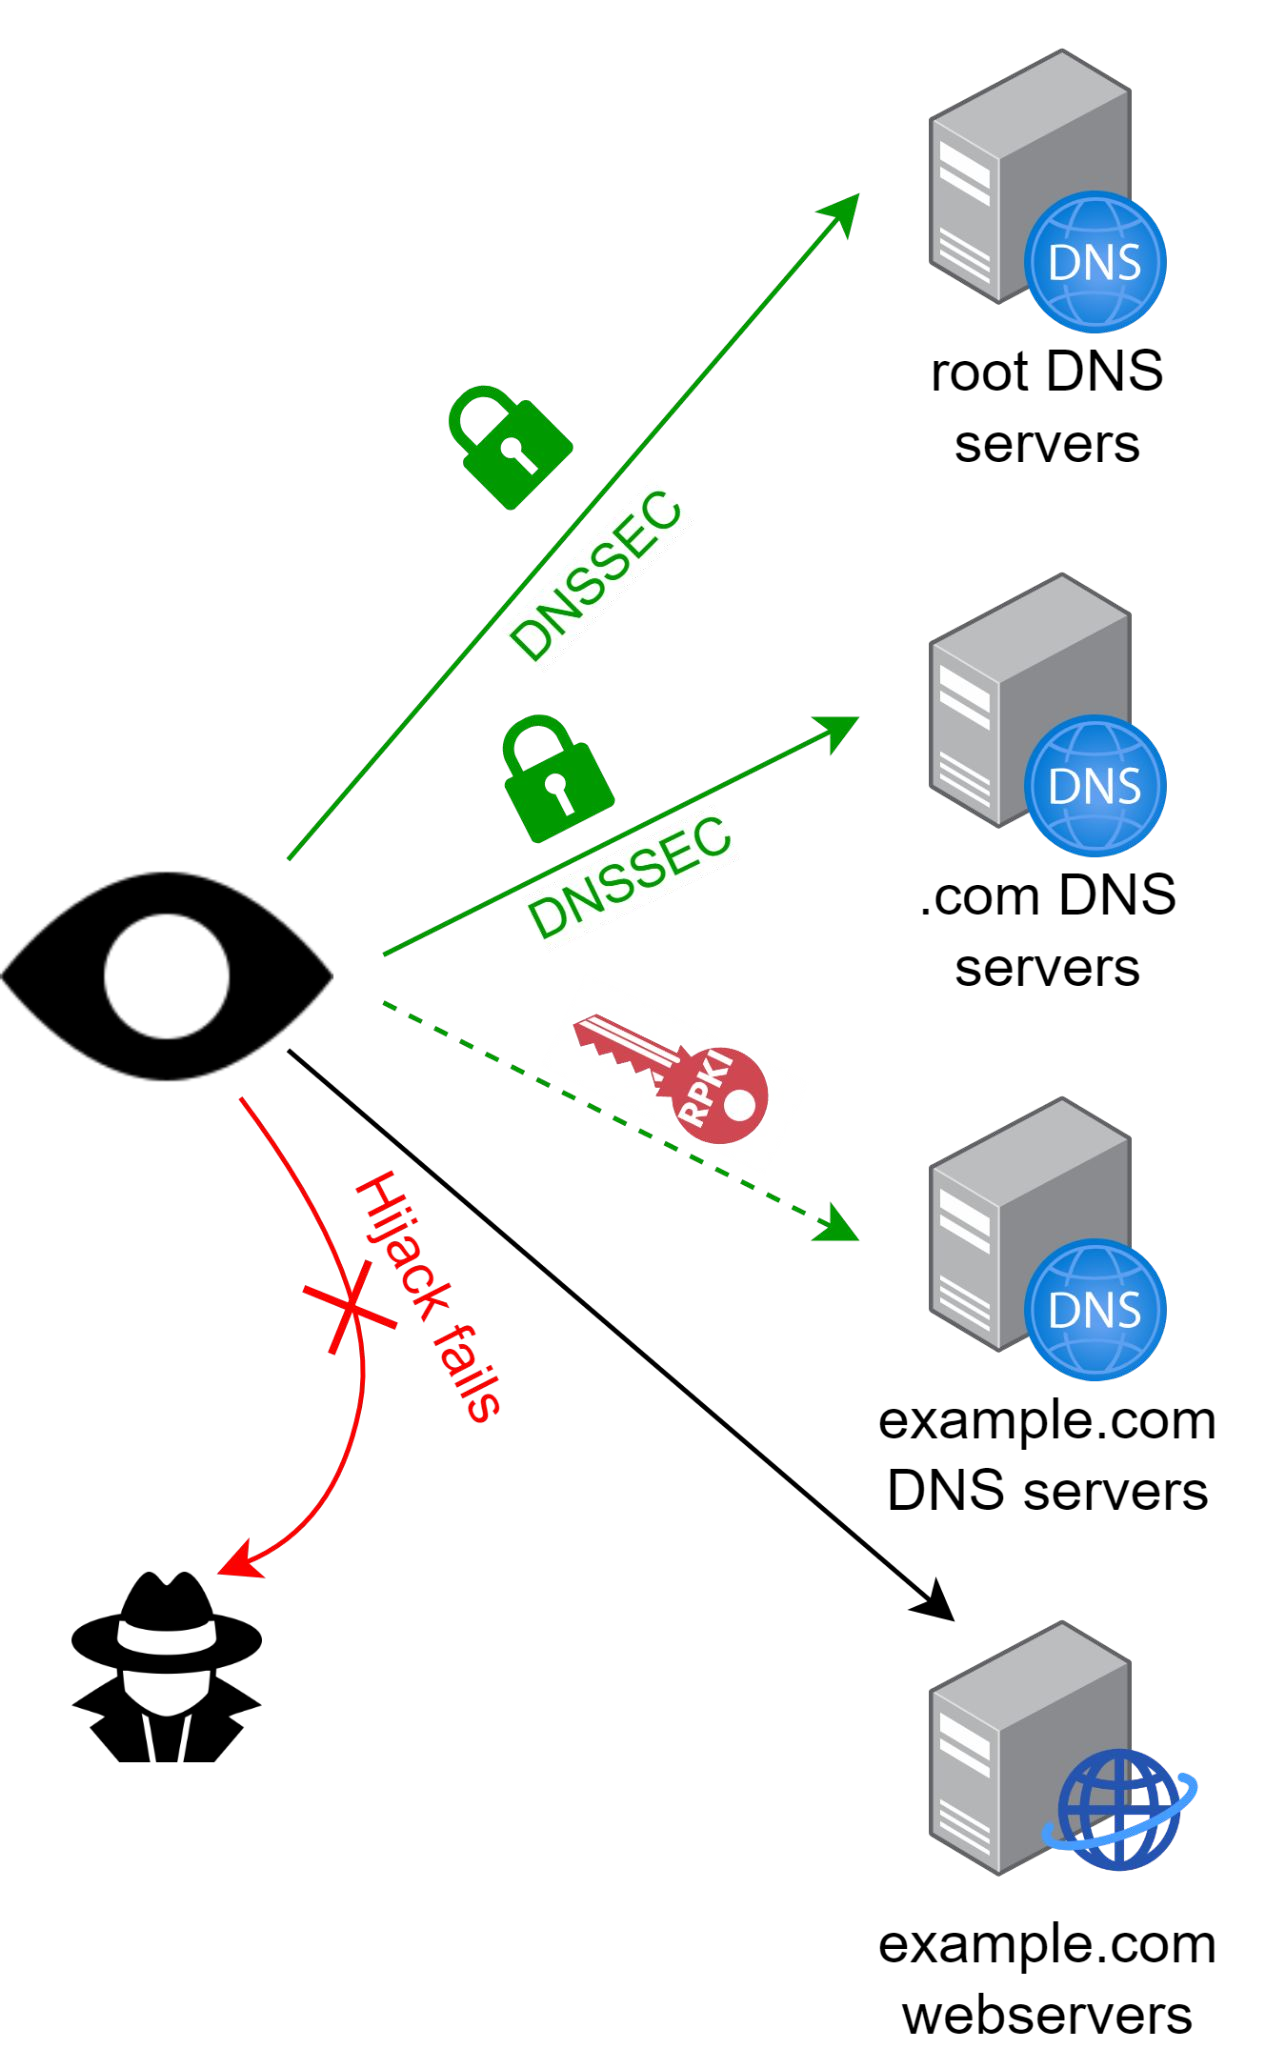 DNS
root DNS
servers
DNSSEC
DNS
.com DNS
servers
DNSSEC
RPKI
DNS
example.com
DNS servers
Hijack fails
example.com
webservers